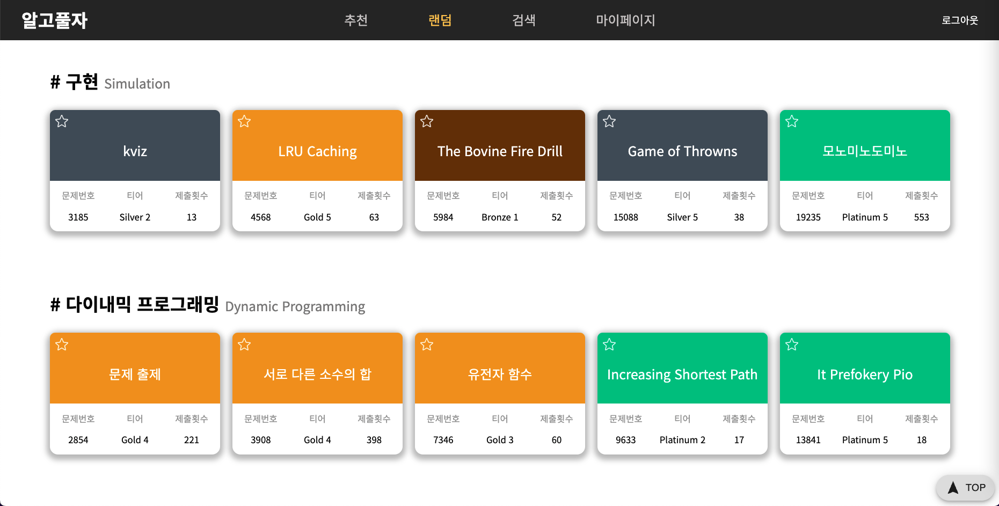 알고풀자 추천 랜덤 검색 마이페이지 로그아웃
# 구현 Simulation
kviz LRU Caching The Bovine Fire Drill Game of Throwns 모노미노도미노
문제번호 티어 제출횟수 문제번호 티어 제출횟수 문제번호 티어 제출횟수 문제번호 티어 제출횟수 문제번호 티어 제출횟수
3185 Silver 2 13 4568 Gold 5 63 5984 Bronze 1 52 15088 Silver 5 38 19235 Platinum 5 553
# 다이내믹 프로그래밍 Dynamic Programming
문제 출제 서로 다른 소수의 합 유전자 함수 Increasing Shortest Path It Prefokery Pio
문제번호 티어 제출횟수 문제번호 티어 제출횟수 문제번호 티어 제출횟수 문제번호 티어 제출횟수 문제번호 티어 제출횟수
2854 Gold 4 221 3908 Gold 4 398 7346 Gold 3 60 9633 Platinum 2 17 13841 Platinum 5 18
TOP